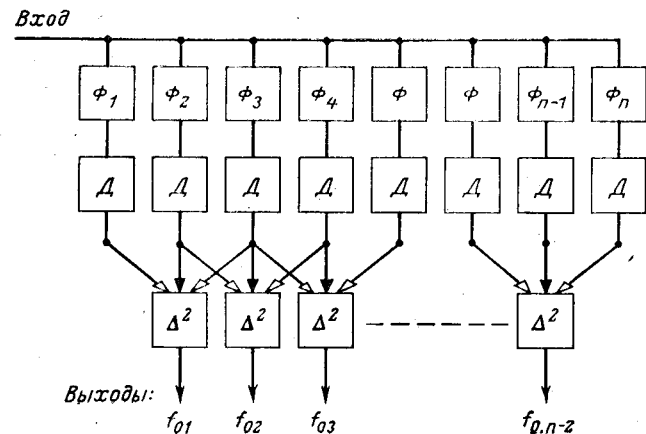 Вход
Ф₁ Ф₂ Ф₃ Ф₄ Ф Ф Фₙ₋₁ Фₙ
Д Д Д Д Д Д Д Д
Δ² Δ² Δ² Δ²
Выходы:
f₀₁ f₀₂ f₀₃ f₀,ₙ₋₂